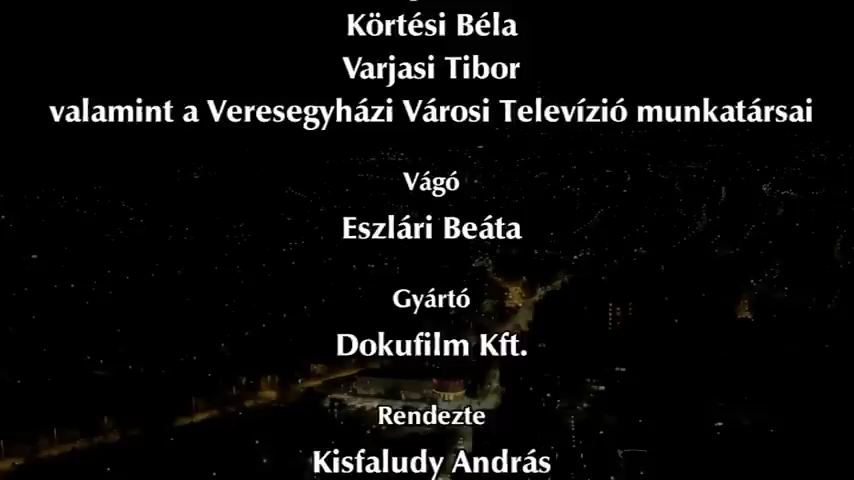 Körtési Béla
Varjasi Tibor
valamint a Veresegyházi Városi Televízió munkatársai
Vágó
Eszlári Beáta
Gyártó
Dokufilm Kft.
Rendezte
Kisfaludy András